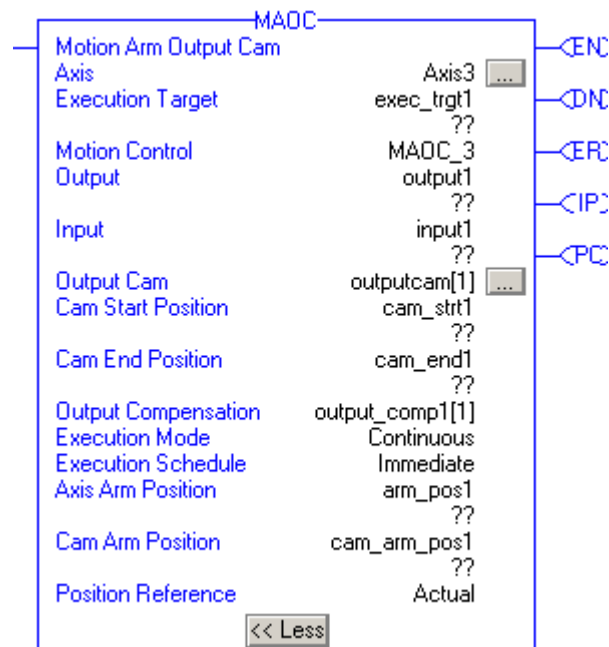 MAOC
Motion Arm Output Cam
Axis Axis3 ...
Execution Target exec_trgt1
??
Motion Control MAOC_3
Output output1
??
Input input1
??
Output Cam outputcam[1] ...
Cam Start Position cam_strt1
??
Cam End Position cam_end1
??
Output Compensation output_comp1[1]
Execution Mode Continuous
Execution Schedule Immediate
Axis Arm Position arm_pos1
??
Cam Arm Position cam_arm_pos1
??
Position Reference Actual
<< Less
EN
DN
ER
IP
PC